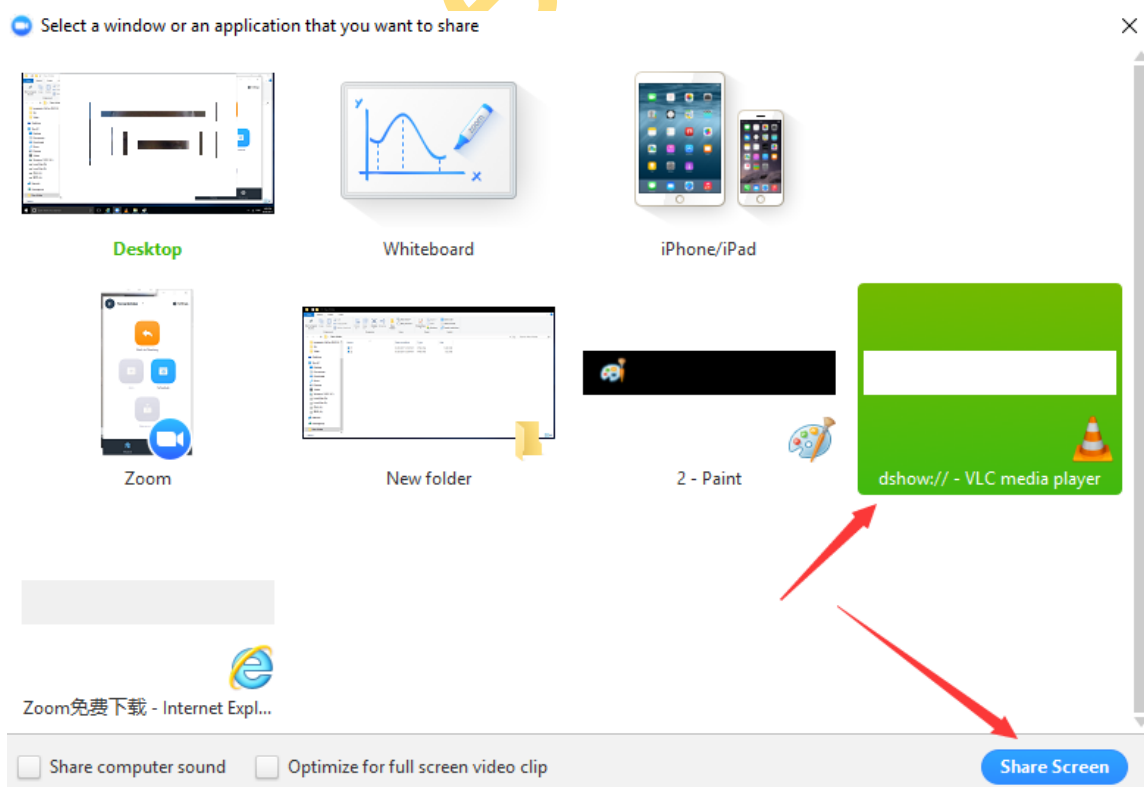 Select a window or an application that you want to share
Desktop
Whiteboard
iPhone/iPad
Zoom
New folder
2 - Paint
dshow:// - VLC media player
Zoom免费下载 - Internet Expl...
Share computer sound
Optimize for full screen video clip
Share Screen